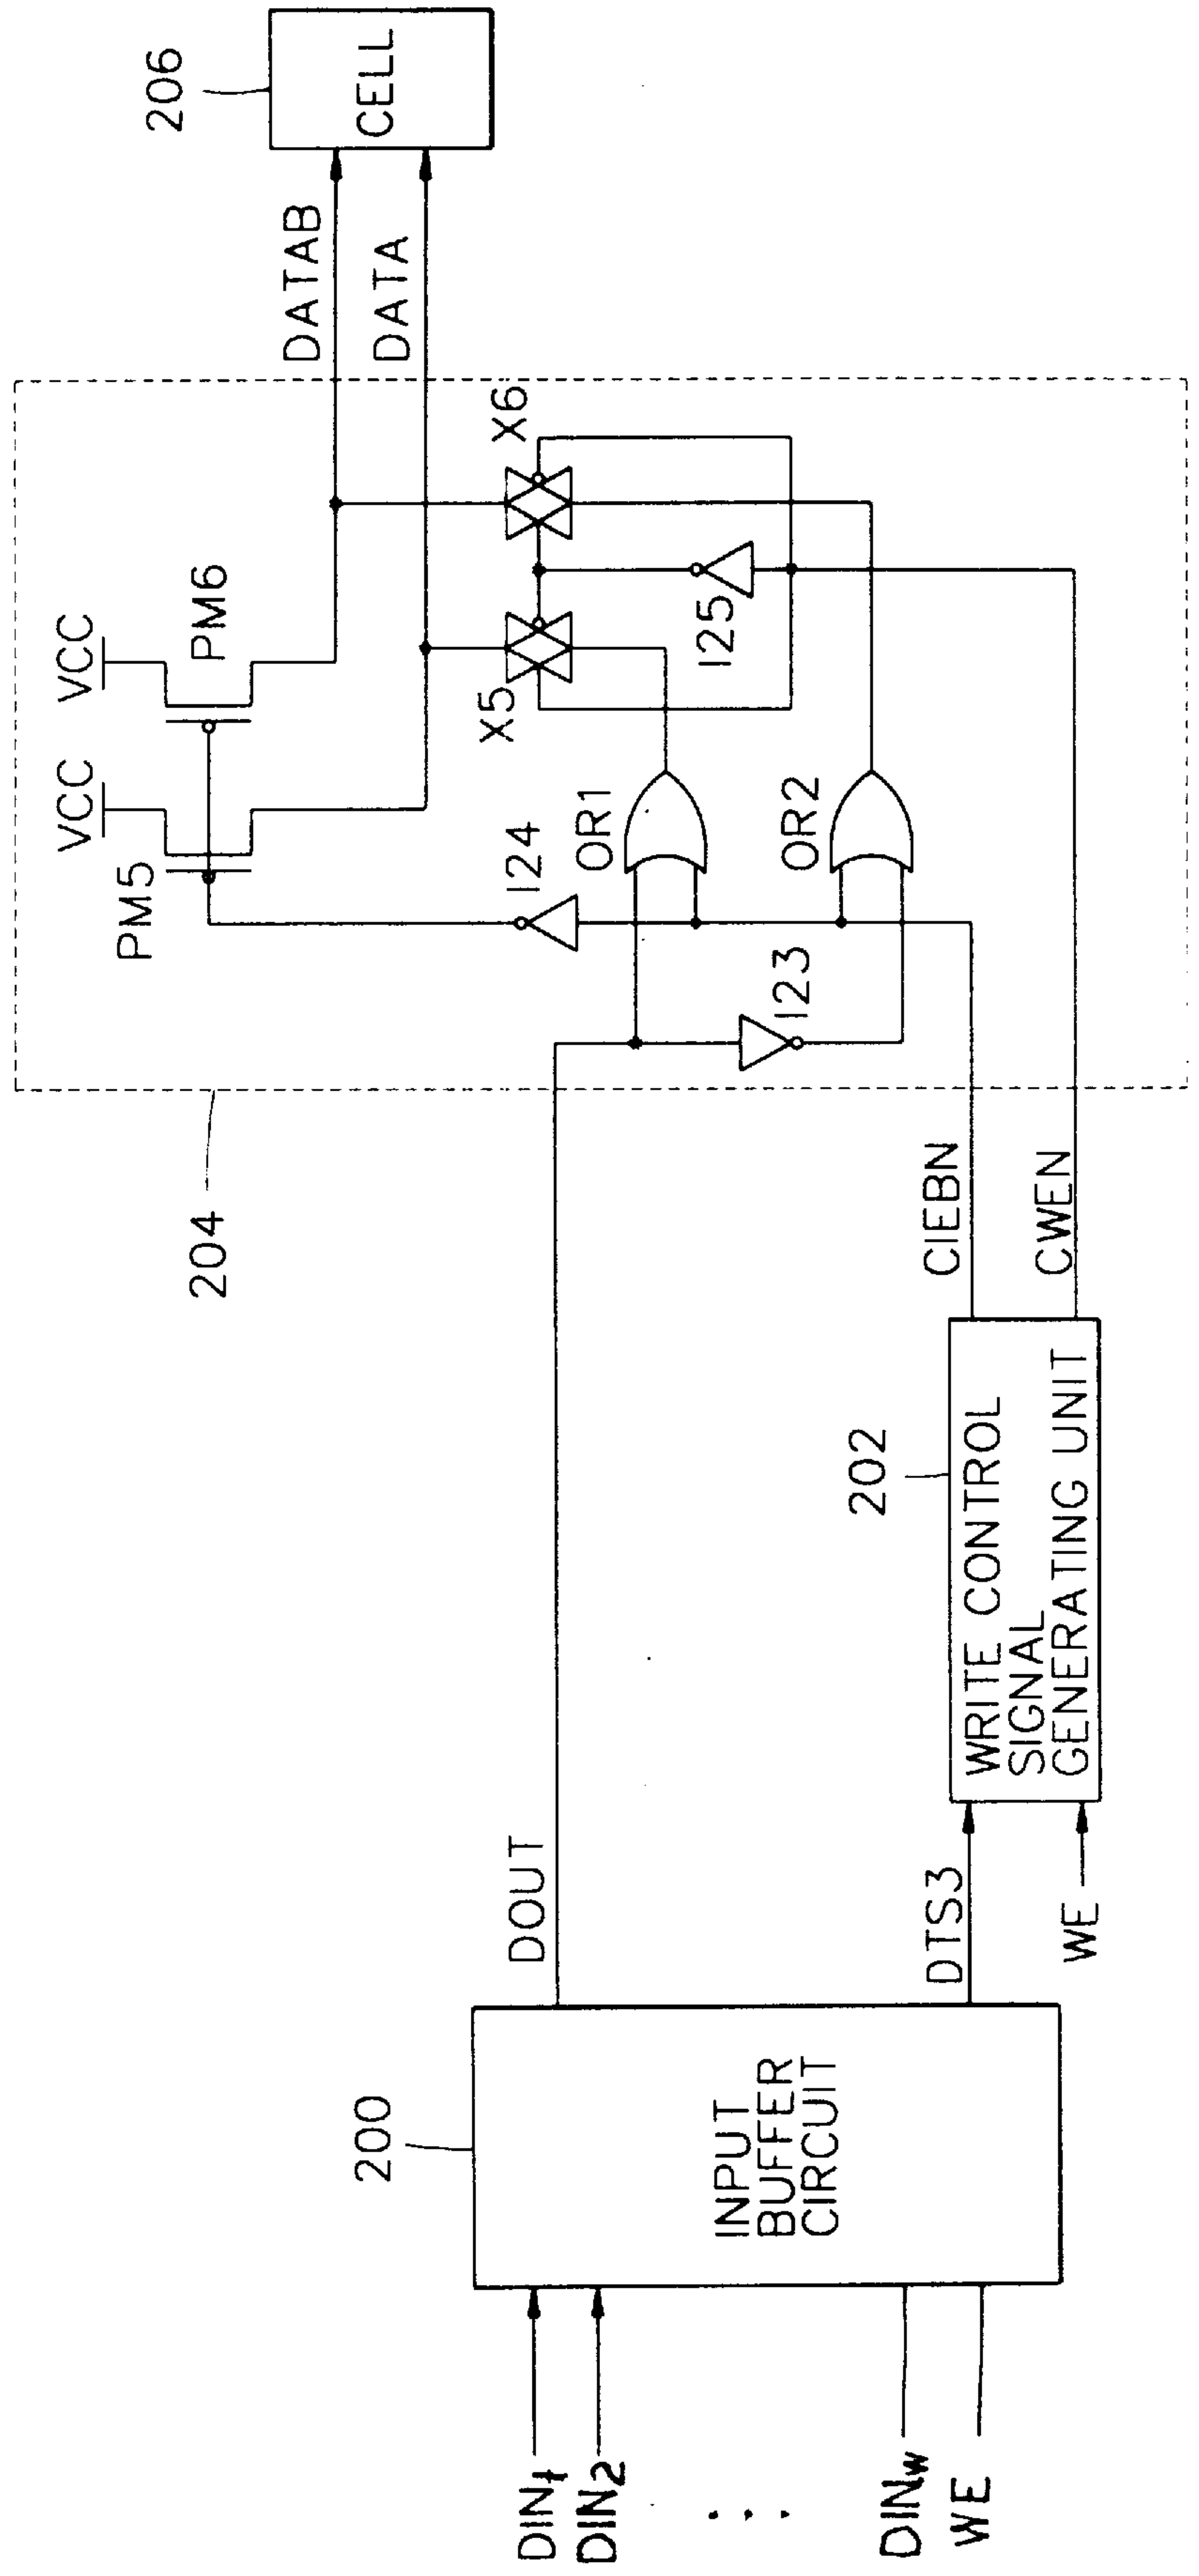 DIN1
DIN2
DINw
WE
200
INPUT
BUFFER
CIRCUIT
DOUT
DTS3
WE
202
WRITE CONTROL
SIGNAL
GENERATING UNIT
CIEBN
CWEN
204
VCC
VCC
PM5
PM6
I24
I23
OR1
OR2
X5
X6
I25
DATAB
DATA
206
CELL